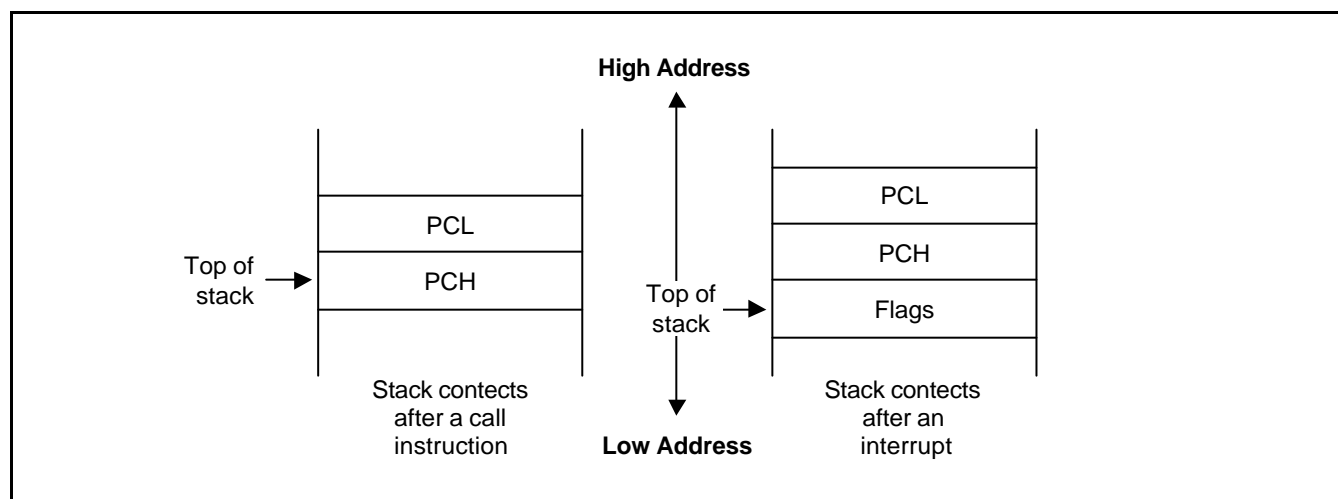 High Address
PCL
PCH
Top of
stack
Stack contects
after a call
instruction
PCL
PCH
Flags
Top of
stack
Stack contects
after an
interrupt
Low Address